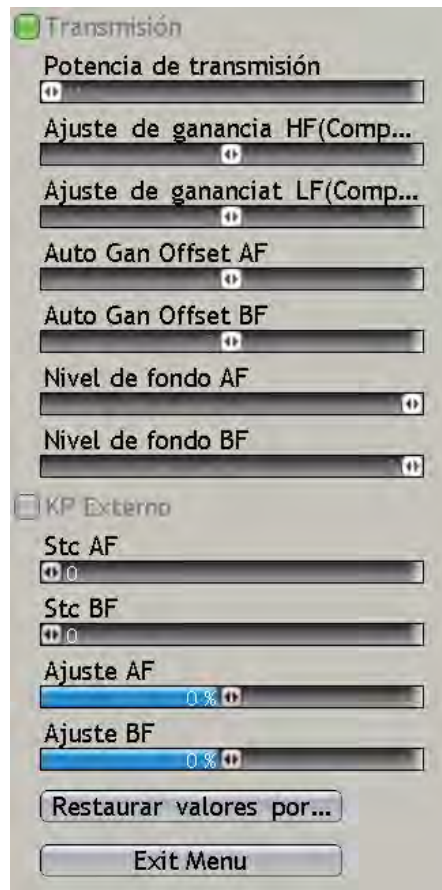 Transmisión
Potencia de transmisión
Ajuste de ganancia HF(Comp...
Ajuste de gananciat LF(Comp...
Auto Gan Offset AF
Auto Gan Offset BF
Nivel de fondo AF
Nivel de fondo BF
KP Externo
Stc AF
0
Stc BF
0
Ajuste AF
0 %
Ajuste BF
0 %
Restaurar valores por...
Exit Menu